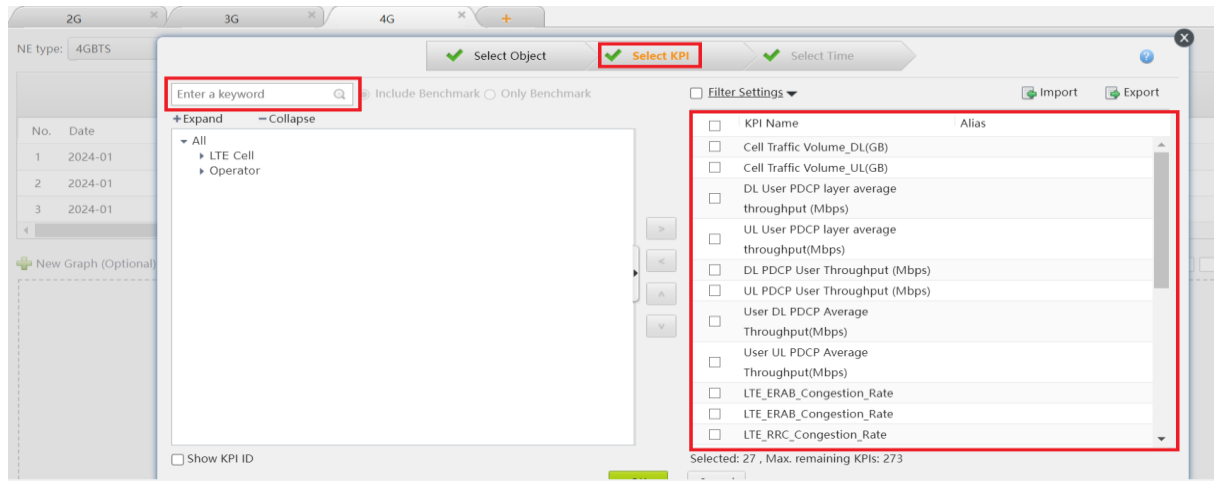 2G
3G
4G
NE type: 4GBTS
Select Object
Select KPI
Select Time
Enter a keyword
Include Benchmark
Only Benchmark
Filter Settings
Import
Export
+Expand
−Collapse
No. Date
1 2024-01
2 2024-01
3 2024-01
New Graph (Optional)
All
LTE Cell
Operator
>
<
^
v
KPI Name Alias
Cell Traffic Volume_DL(GB)
Cell Traffic Volume_UL(GB)
DL User PDCP layer average
throughput (Mbps)
UL User PDCP layer average
throughput(Mbps)
DL PDCP User Throughput (Mbps)
UL PDCP User Throughput (Mbps)
User DL PDCP Average
Throughput(Mbps)
User UL PDCP Average
Throughput(Mbps)
LTE_ERAB_Congestion_Rate
LTE_ERAB_Congestion_Rate
LTE_RRC_Congestion_Rate
Show KPI ID
Selected: 27 , Max. remaining KPIs: 273